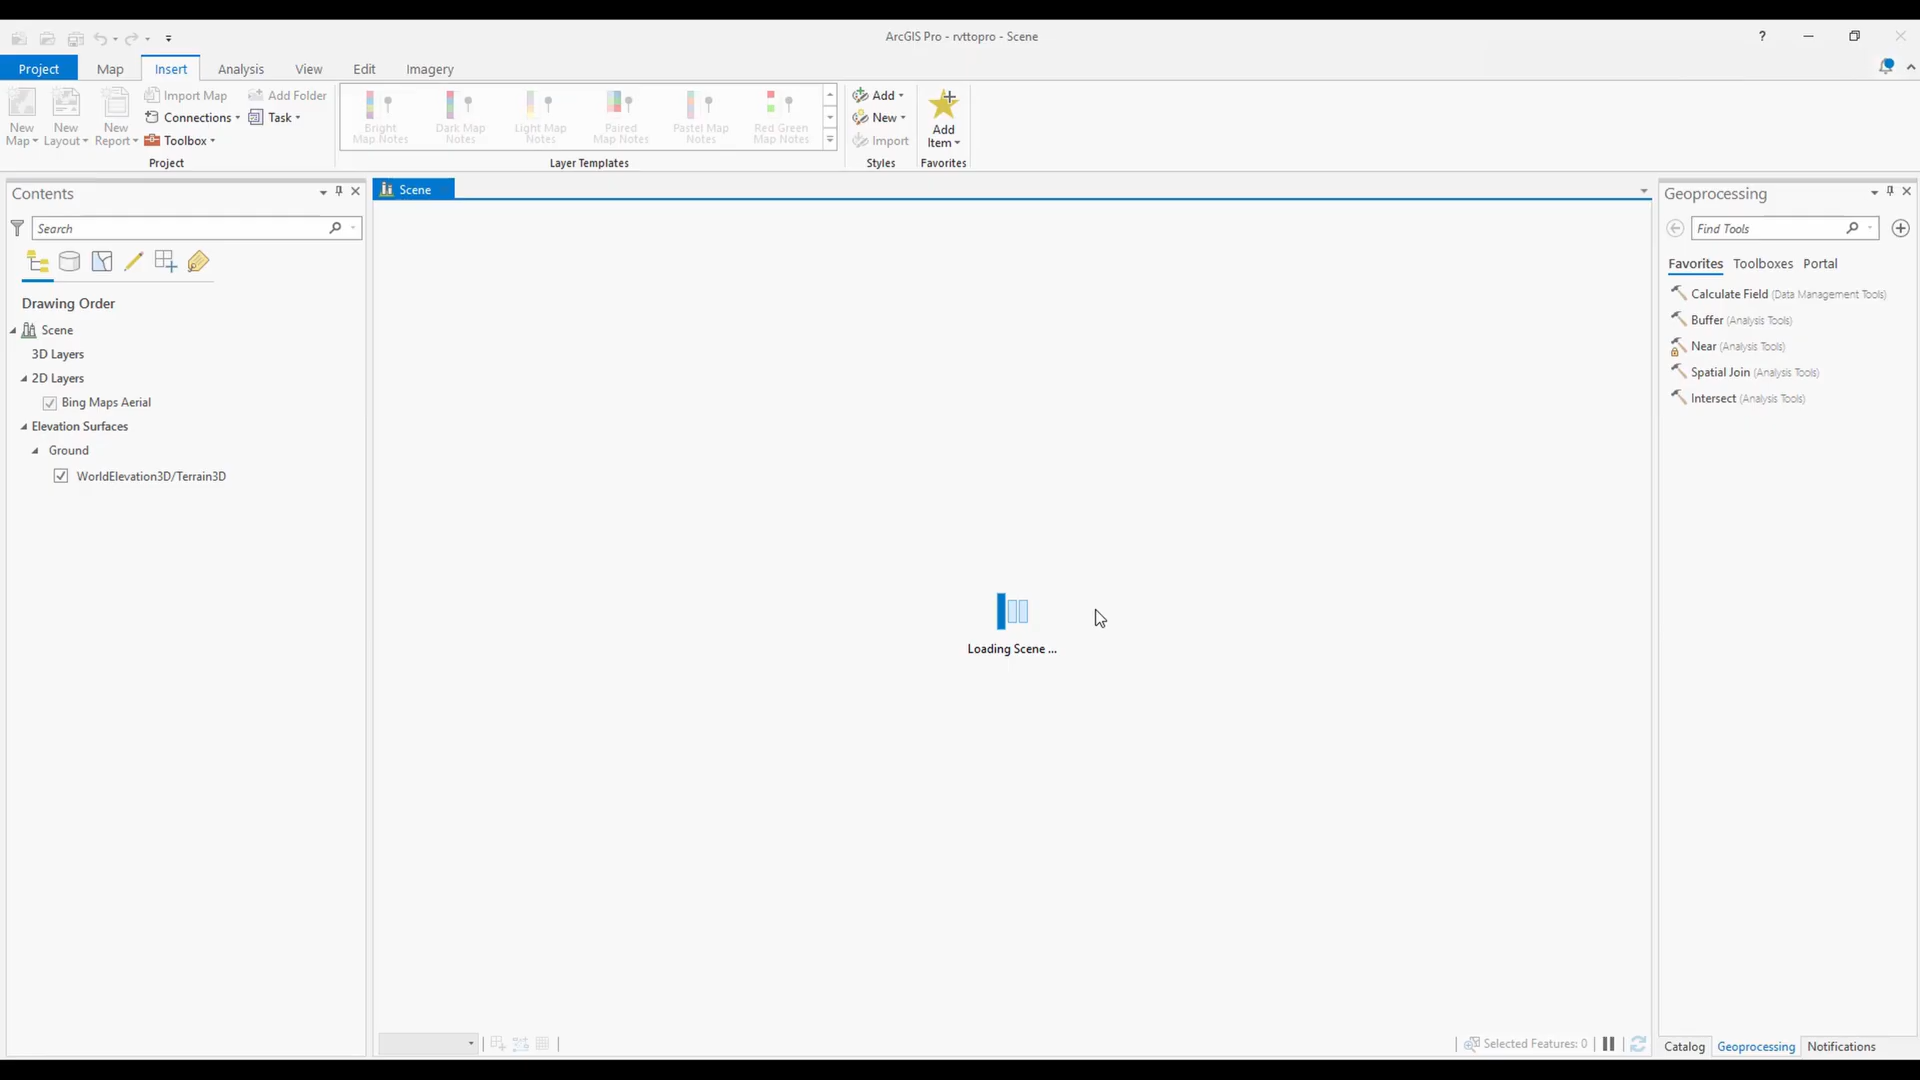 ArcGIS Pro - rvttopro - Scene
?
Project
Map
Insert
Analysis
View
Edit
Imagery
New Map
New Layout
New Report
Import Map
Connections
Toolbox
Add Folder
Task
Project
Bright Map Notes
Dark Map Notes
Light Map Notes
Paired Map Notes
Pastel Map Notes
Red Green Map Notes
Layer Templates
Add
New
Import
Styles
Add Item
Favorites
Contents
Search
Drawing Order
Scene
3D Layers
2D Layers
Bing Maps Aerial
Elevation Surfaces
Ground
WorldElevation3D/Terrain3D
Scene
Loading Scene ...
Selected Features: 0
Geoprocessing
Find Tools
Favorites Toolboxes Portal
Calculate Field (Data Management Tools)
Buffer (Analysis Tools)
Near (Analysis Tools)
Spatial Join (Analysis Tools)
Intersect (Analysis Tools)
Catalog Geoprocessing Notifications